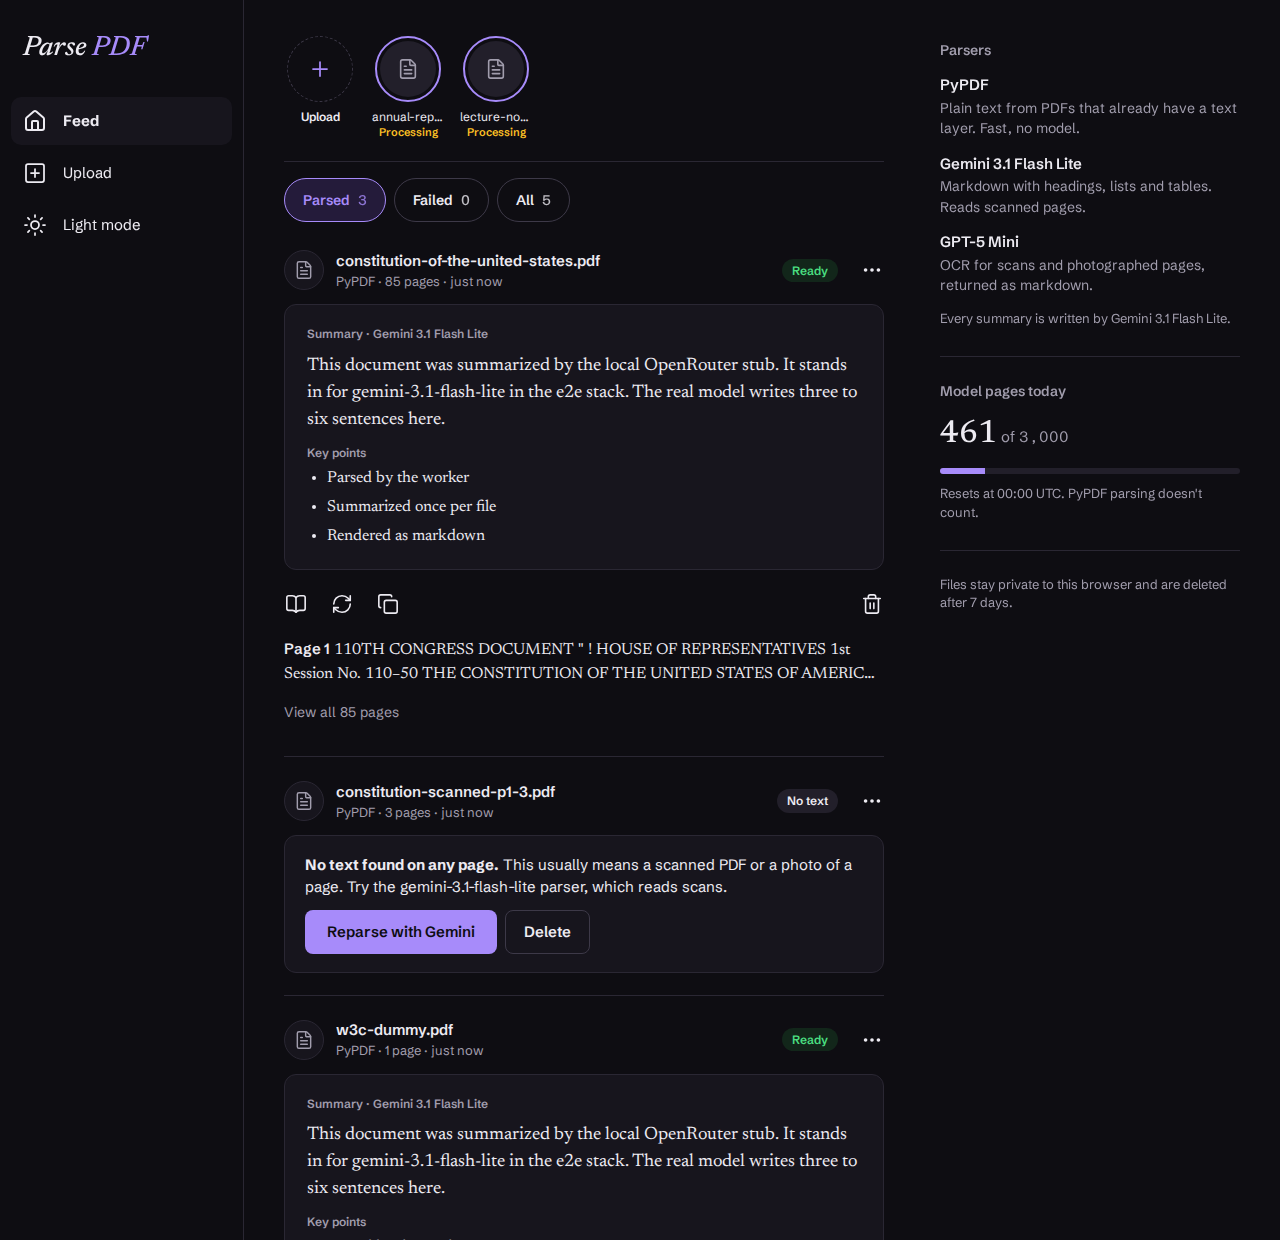 Parse PDF
Feed
Upload
Light mode
Upload
annual-rep…
Processing
lecture-no…
Processing
Parsed 3
Failed 0
All 5
constitution-of-the-united-states.pdf
PyPDF · 85 pages · just now
Ready
Summary · Gemini 3.1 Flash Lite
This document was summarized by the local OpenRouter stub. It stands
in for gemini-3.1-flash-lite in the e2e stack. The real model writes three to
six sentences here.
Key points
• Parsed by the worker
• Summarized once per file
• Rendered as markdown
Page 1 110TH CONGRESS DOCUMENT " ! HOUSE OF REPRESENTATIVES 1st
Session No. 110–50 THE CONSTITUTION OF THE UNITED STATES OF AMERIC…
View all 85 pages
constitution-scanned-p1-3.pdf
PyPDF · 3 pages · just now
No text
No text found on any page. This usually means a scanned PDF or a photo of a
page. Try the gemini-3.1-flash-lite parser, which reads scans.
Reparse with Gemini
Delete
w3c-dummy.pdf
PyPDF · 1 page · just now
Ready
Summary · Gemini 3.1 Flash Lite
This document was summarized by the local OpenRouter stub. It stands
in for gemini-3.1-flash-lite in the e2e stack. The real model writes three to
six sentences here.
Key points
Parsers
PyPDF
Plain text from PDFs that already have a text
layer. Fast, no model.
Gemini 3.1 Flash Lite
Markdown with headings, lists and tables.
Reads scanned pages.
GPT-5 Mini
OCR for scans and photographed pages,
returned as markdown.
Every summary is written by Gemini 3.1 Flash Lite.
Model pages today
461 of 3,000
Resets at 00:00 UTC. PyPDF parsing doesn't
count.
Files stay private to this browser and are deleted
after 7 days.